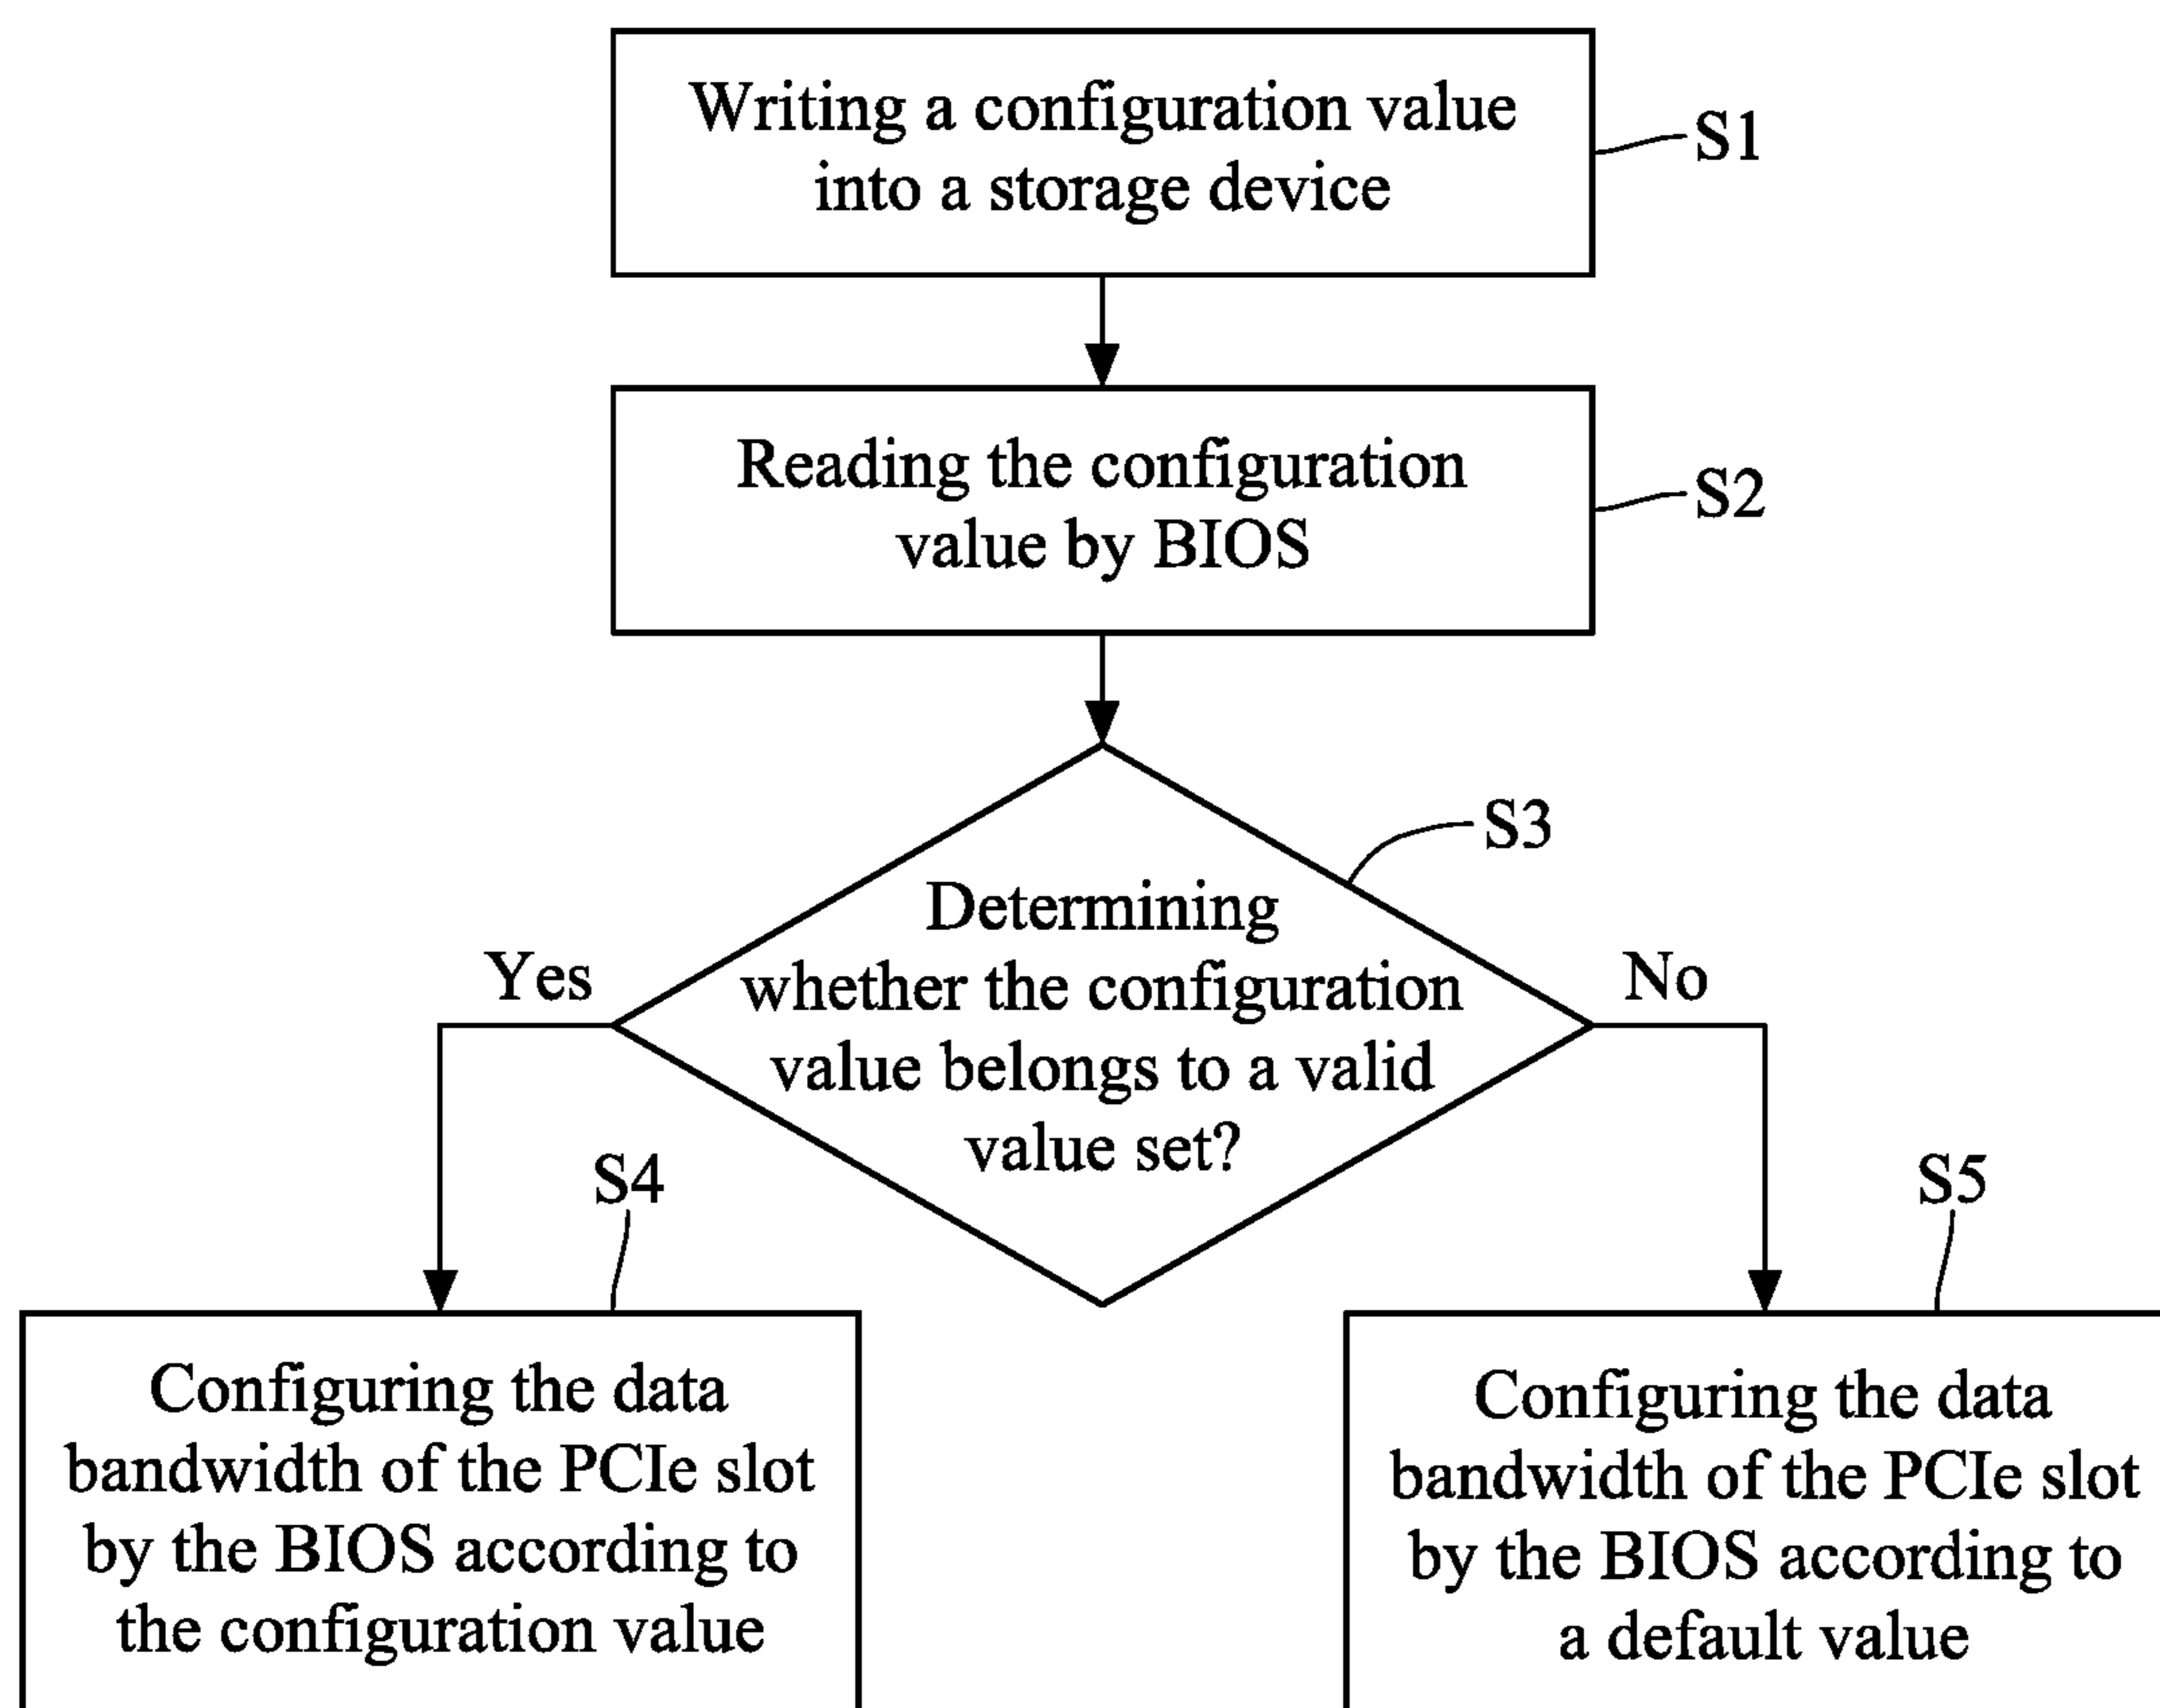 Writing a configuration value
into a storage device
S1
Reading the configuration
value by BIOS
S2
S3
Determining
whether the configuration
value belongs to a valid
value set?
Yes
No
S4
S5
Configuring the data
bandwidth of the PCIe slot
by the BIOS according to
the configuration value
Configuring the data
bandwidth of the PCIe slot
by the BIOS according to
a default value